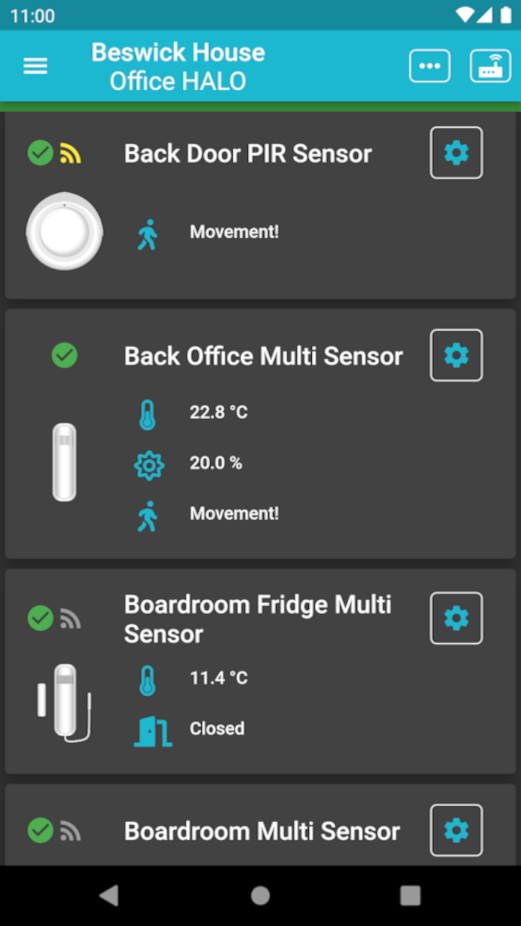 11:00
Beswick House
Office HALO
Back Door PIR Sensor
Movement!
Back Office Multi Sensor
22.8 °C
20.0 %
Movement!
Boardroom Fridge Multi
Sensor
11.4 °C
Closed
Boardroom Multi Sensor